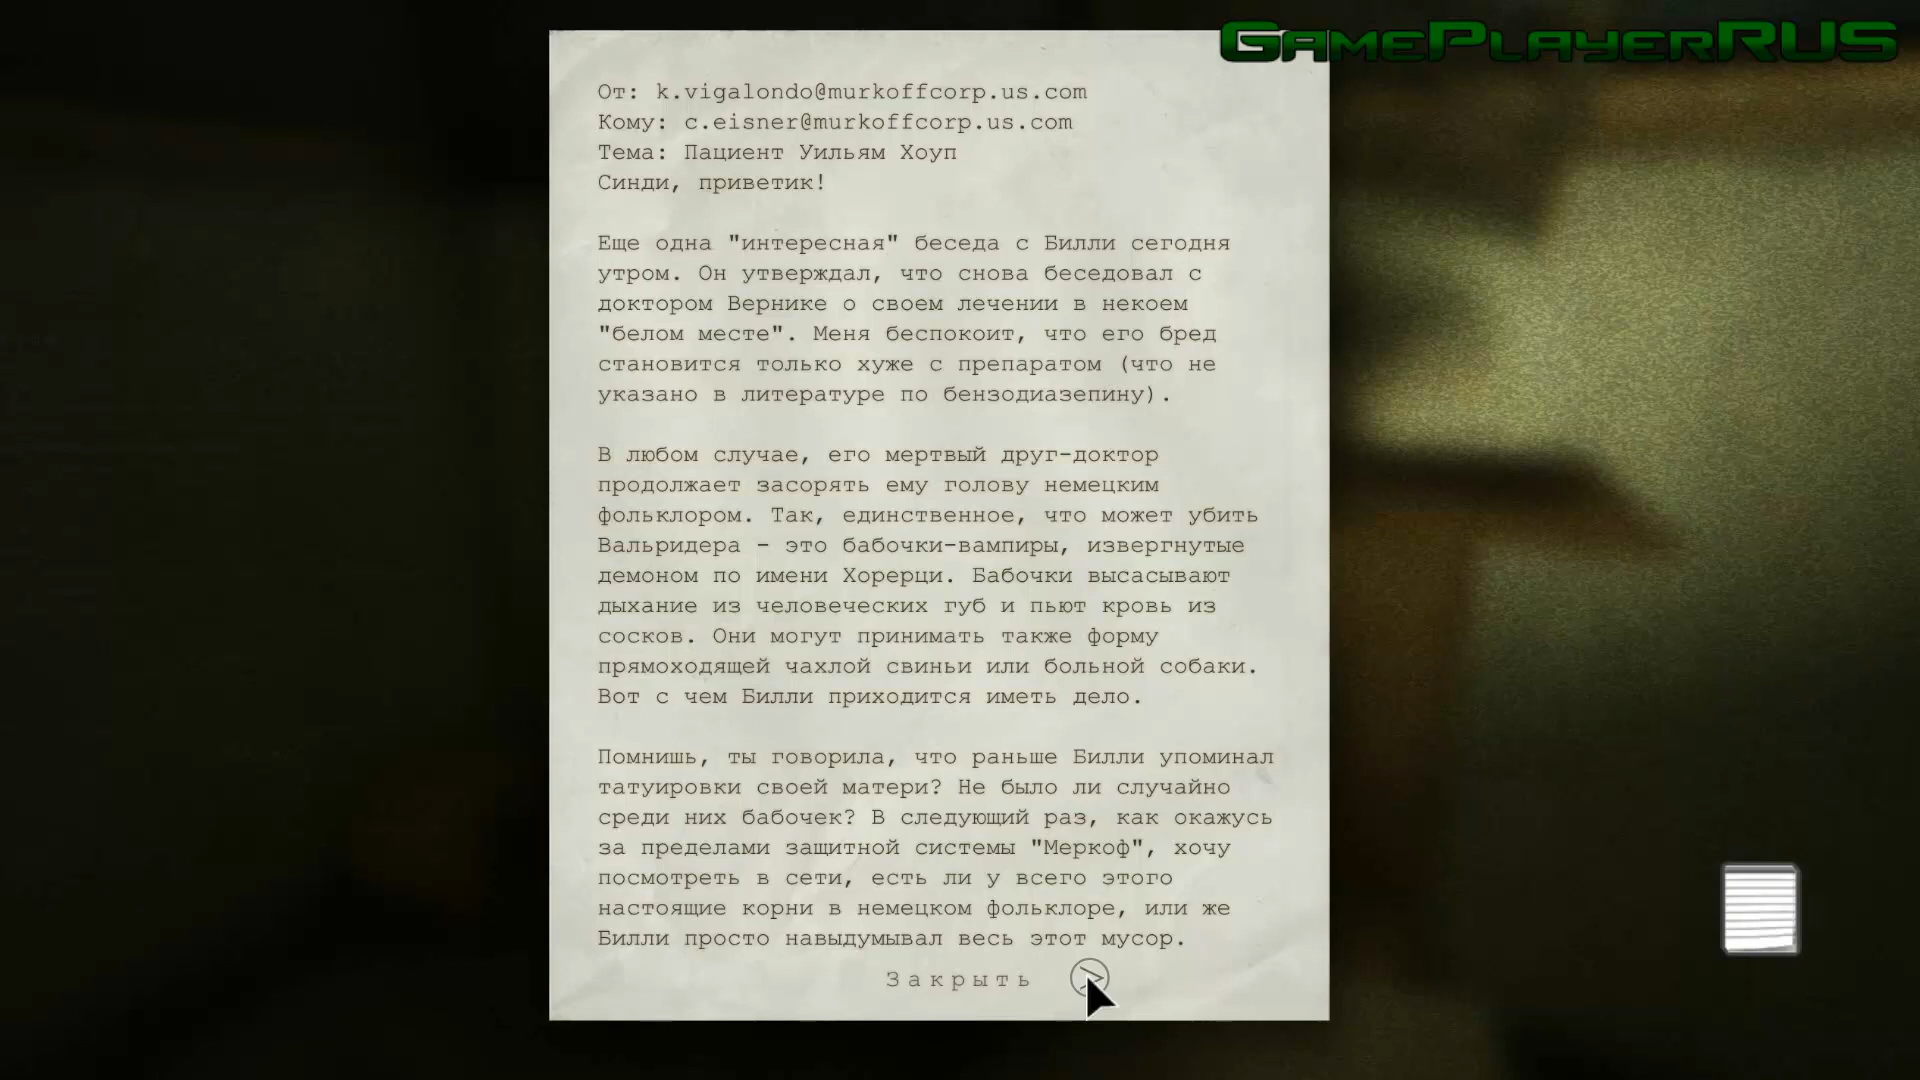 GamePlayerRUS
От: k.vigalondo@murkoffcorp.us.com
Кому: c.eisner@murkoffcorp.us.com
Тема: Пациент Уильям Хоуп
Синди, приветик!
Еще одна "интересная" беседа с Билли сегодня
утром. Он утверждал, что снова беседовал с
доктором Вернике о своем лечении в некоем
"белом месте". Меня беспокоит, что его бред
становится только хуже с препаратом (что не
указано в литературе по бензодиазепину).
В любом случае, его мертвый друг-доктор
продолжает засорять ему голову немецким
фольклором. Так, единственное, что может убить
Вальридера - это бабочки-вампиры, извергнутые
демоном по имени Хорерци. Бабочки высасывают
дыхание из человеческих губ и пьют кровь из
сосков. Они могут принимать также форму
прямоходящей чахлой свиньи или больной собаки.
Вот с чем Билли приходится иметь дело.
Помнишь, ты говорила, что раньше Билли упоминал
татуировки своей матери? Не было ли случайно
среди них бабочек? В следующий раз, как окажусь
за пределами защитной системы "Меркоф", хочу
посмотреть в сети, есть ли у всего этого
настоящие корни в немецком фольклоре, или же
Билли просто навыдумывал весь этот мусор.
Закрыть